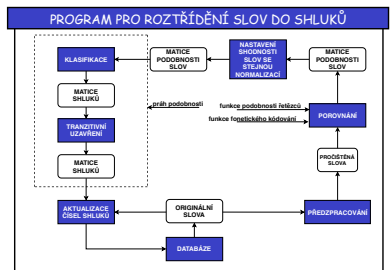 PROGRAM PRO ROZTŘÍDĚNÍ SLOV DO SHLUKŮ
KLASIFIKACE
MATICE
PODOBNOSTI
SLOV
NASTAVENÍ
SHODNOSTI
SLOV SE
STEJNOU
NORMALIZACÍ
MATICE
PODOBNOSTI
SLOV
MATICE
SHLUKŮ
práh podobnosti
funkce podobnosti řetězců
funkce fonetického kódování
POROVNÁNÍ
TRANZITIVNÍ
UZAVŘENÍ
MATICE
SHLUKŮ
PROČIŠTĚNÁ
SLOVA
AKTUALIZACE
ČÍSEL SHLUKŮ
ORIGINÁLNÍ
SLOVA
PŘEDZPRACOVÁNÍ
DATABÁZE